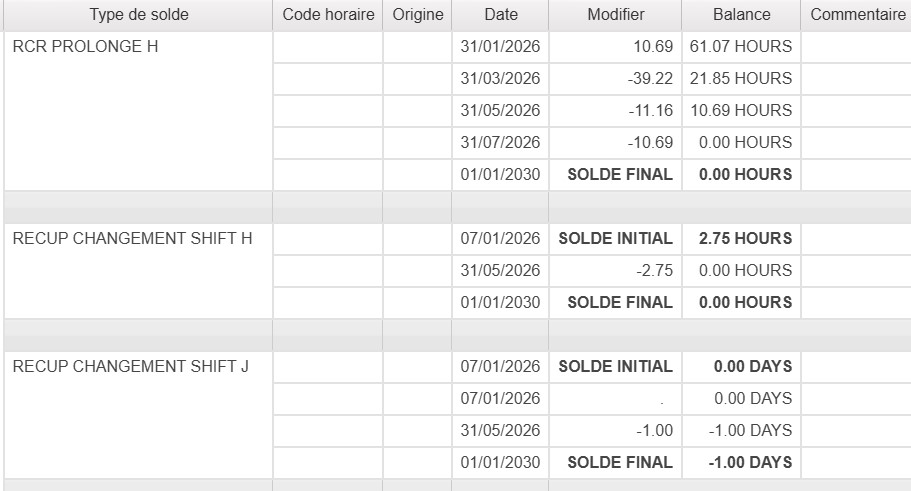 Type de solde Code horaire Origine Date Modifier Balance Commentaire
RCR PROLONGE H 31/01/2026 10.69 61.07 HOURS
31/03/2026 -39.22 21.85 HOURS
31/05/2026 -11.16 10.69 HOURS
31/07/2026 -10.69 0.00 HOURS
01/01/2030 SOLDE FINAL 0.00 HOURS
RECUP CHANGEMENT SHIFT H 07/01/2026 SOLDE INITIAL 2.75 HOURS
31/05/2026 -2.75 0.00 HOURS
01/01/2030 SOLDE FINAL 0.00 HOURS
RECUP CHANGEMENT SHIFT J 07/01/2026 SOLDE INITIAL 0.00 DAYS
07/01/2026 . 0.00 DAYS
31/05/2026 -1.00 -1.00 DAYS
01/01/2030 SOLDE FINAL -1.00 DAYS